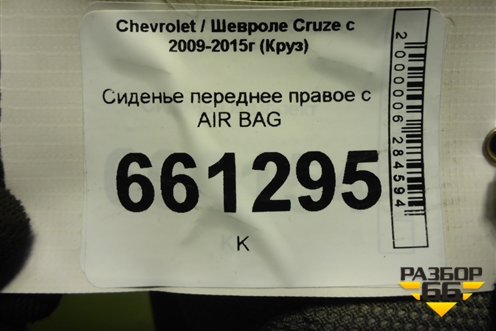 Chevrolet / Шевроле Cruze с
2009-2015г (Круз)
Сиденье переднее правое с
AIR BAG
661295
K
2000006284594
РАЗБОР
66